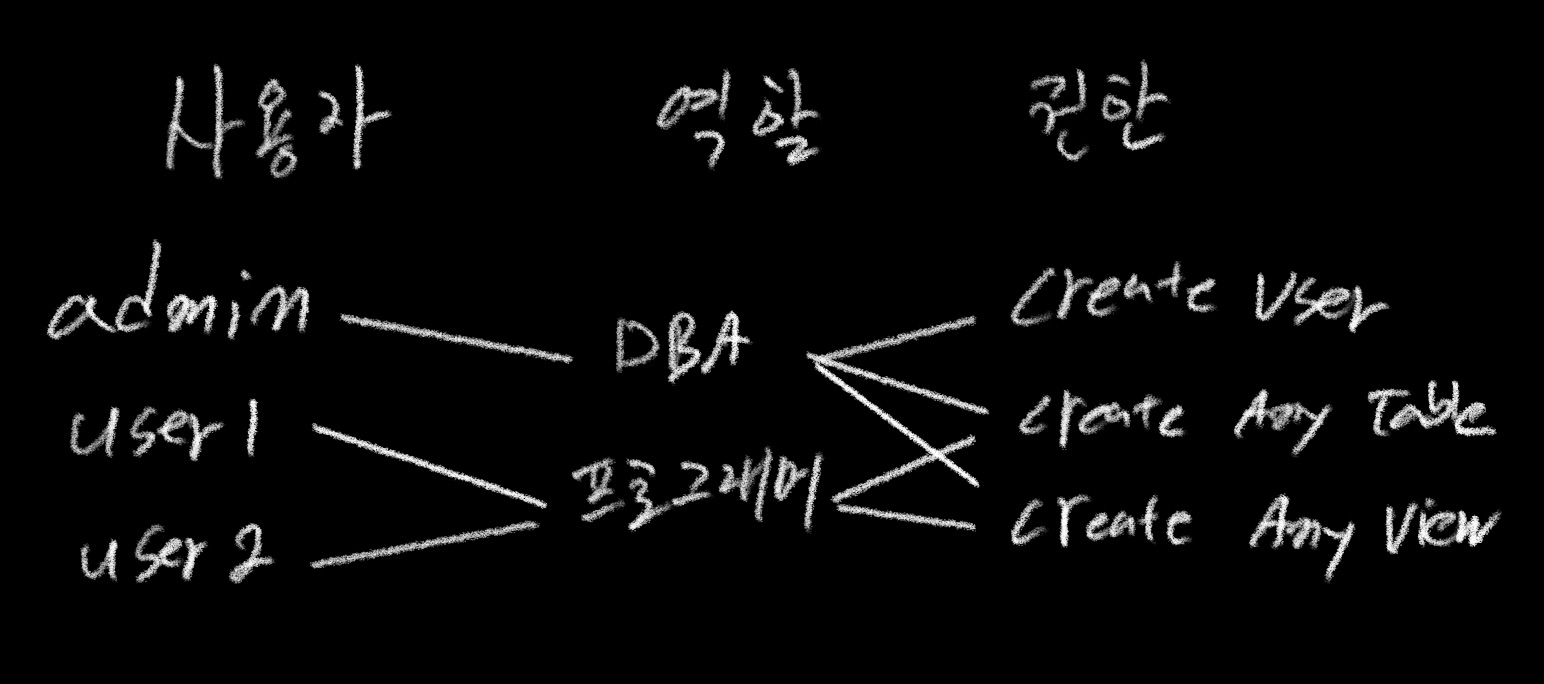 사용자 역할 권한
admin DBA Create User
user1 프로그래머 Create Any Table
user2 Create Any View